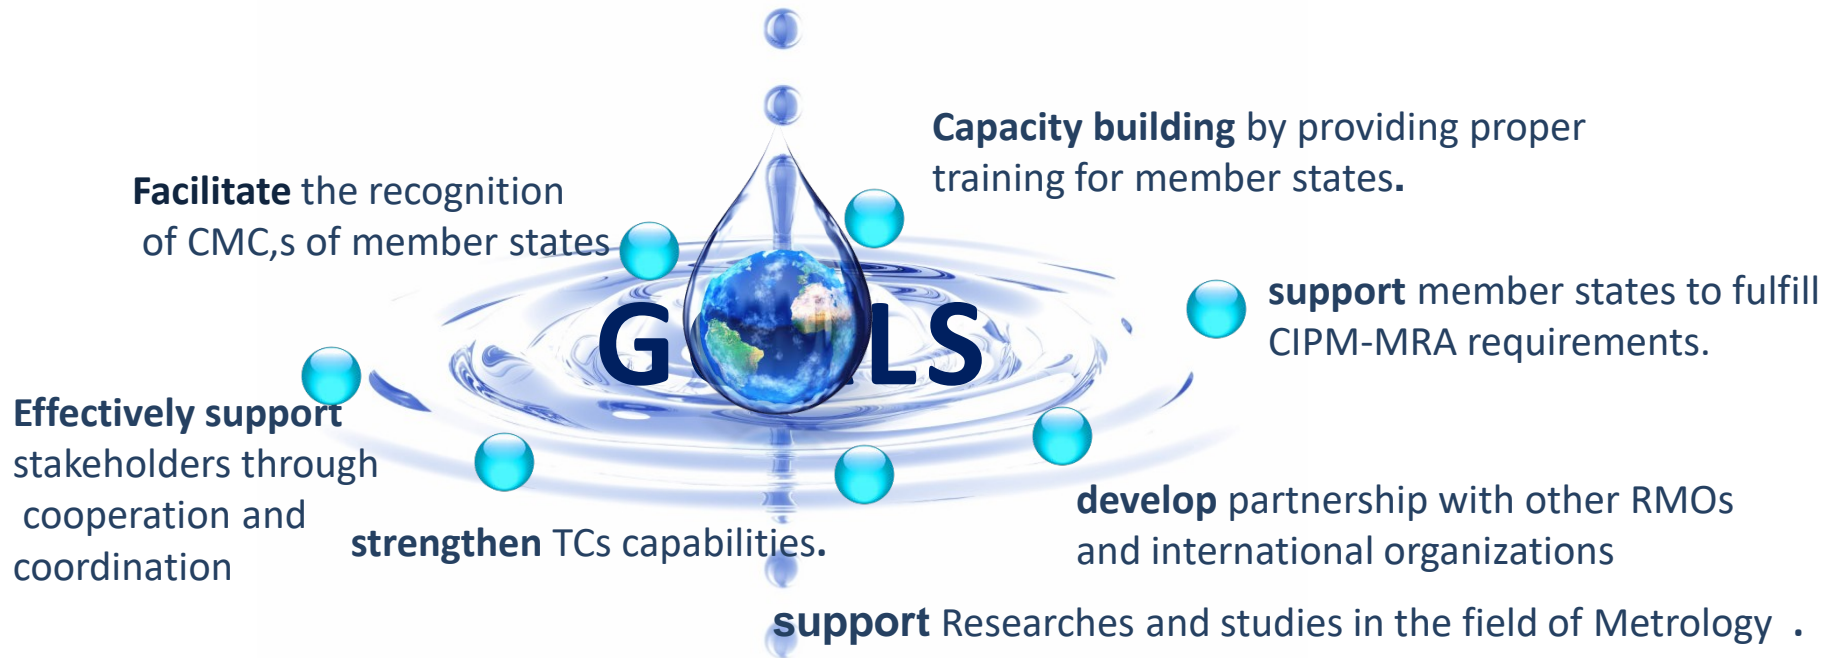 Capacity building by providing proper
training for member states.
Facilitate the recognition
of CMC,s of member states
support member states to fulfill
CIPM-MRA requirements.
GOALS
Effectively support
stakeholders through
cooperation and
coordination
strengthen TCs capabilities.
develop partnership with other RMOs
and international organizations
support Researches and studies in the field of Metrology .